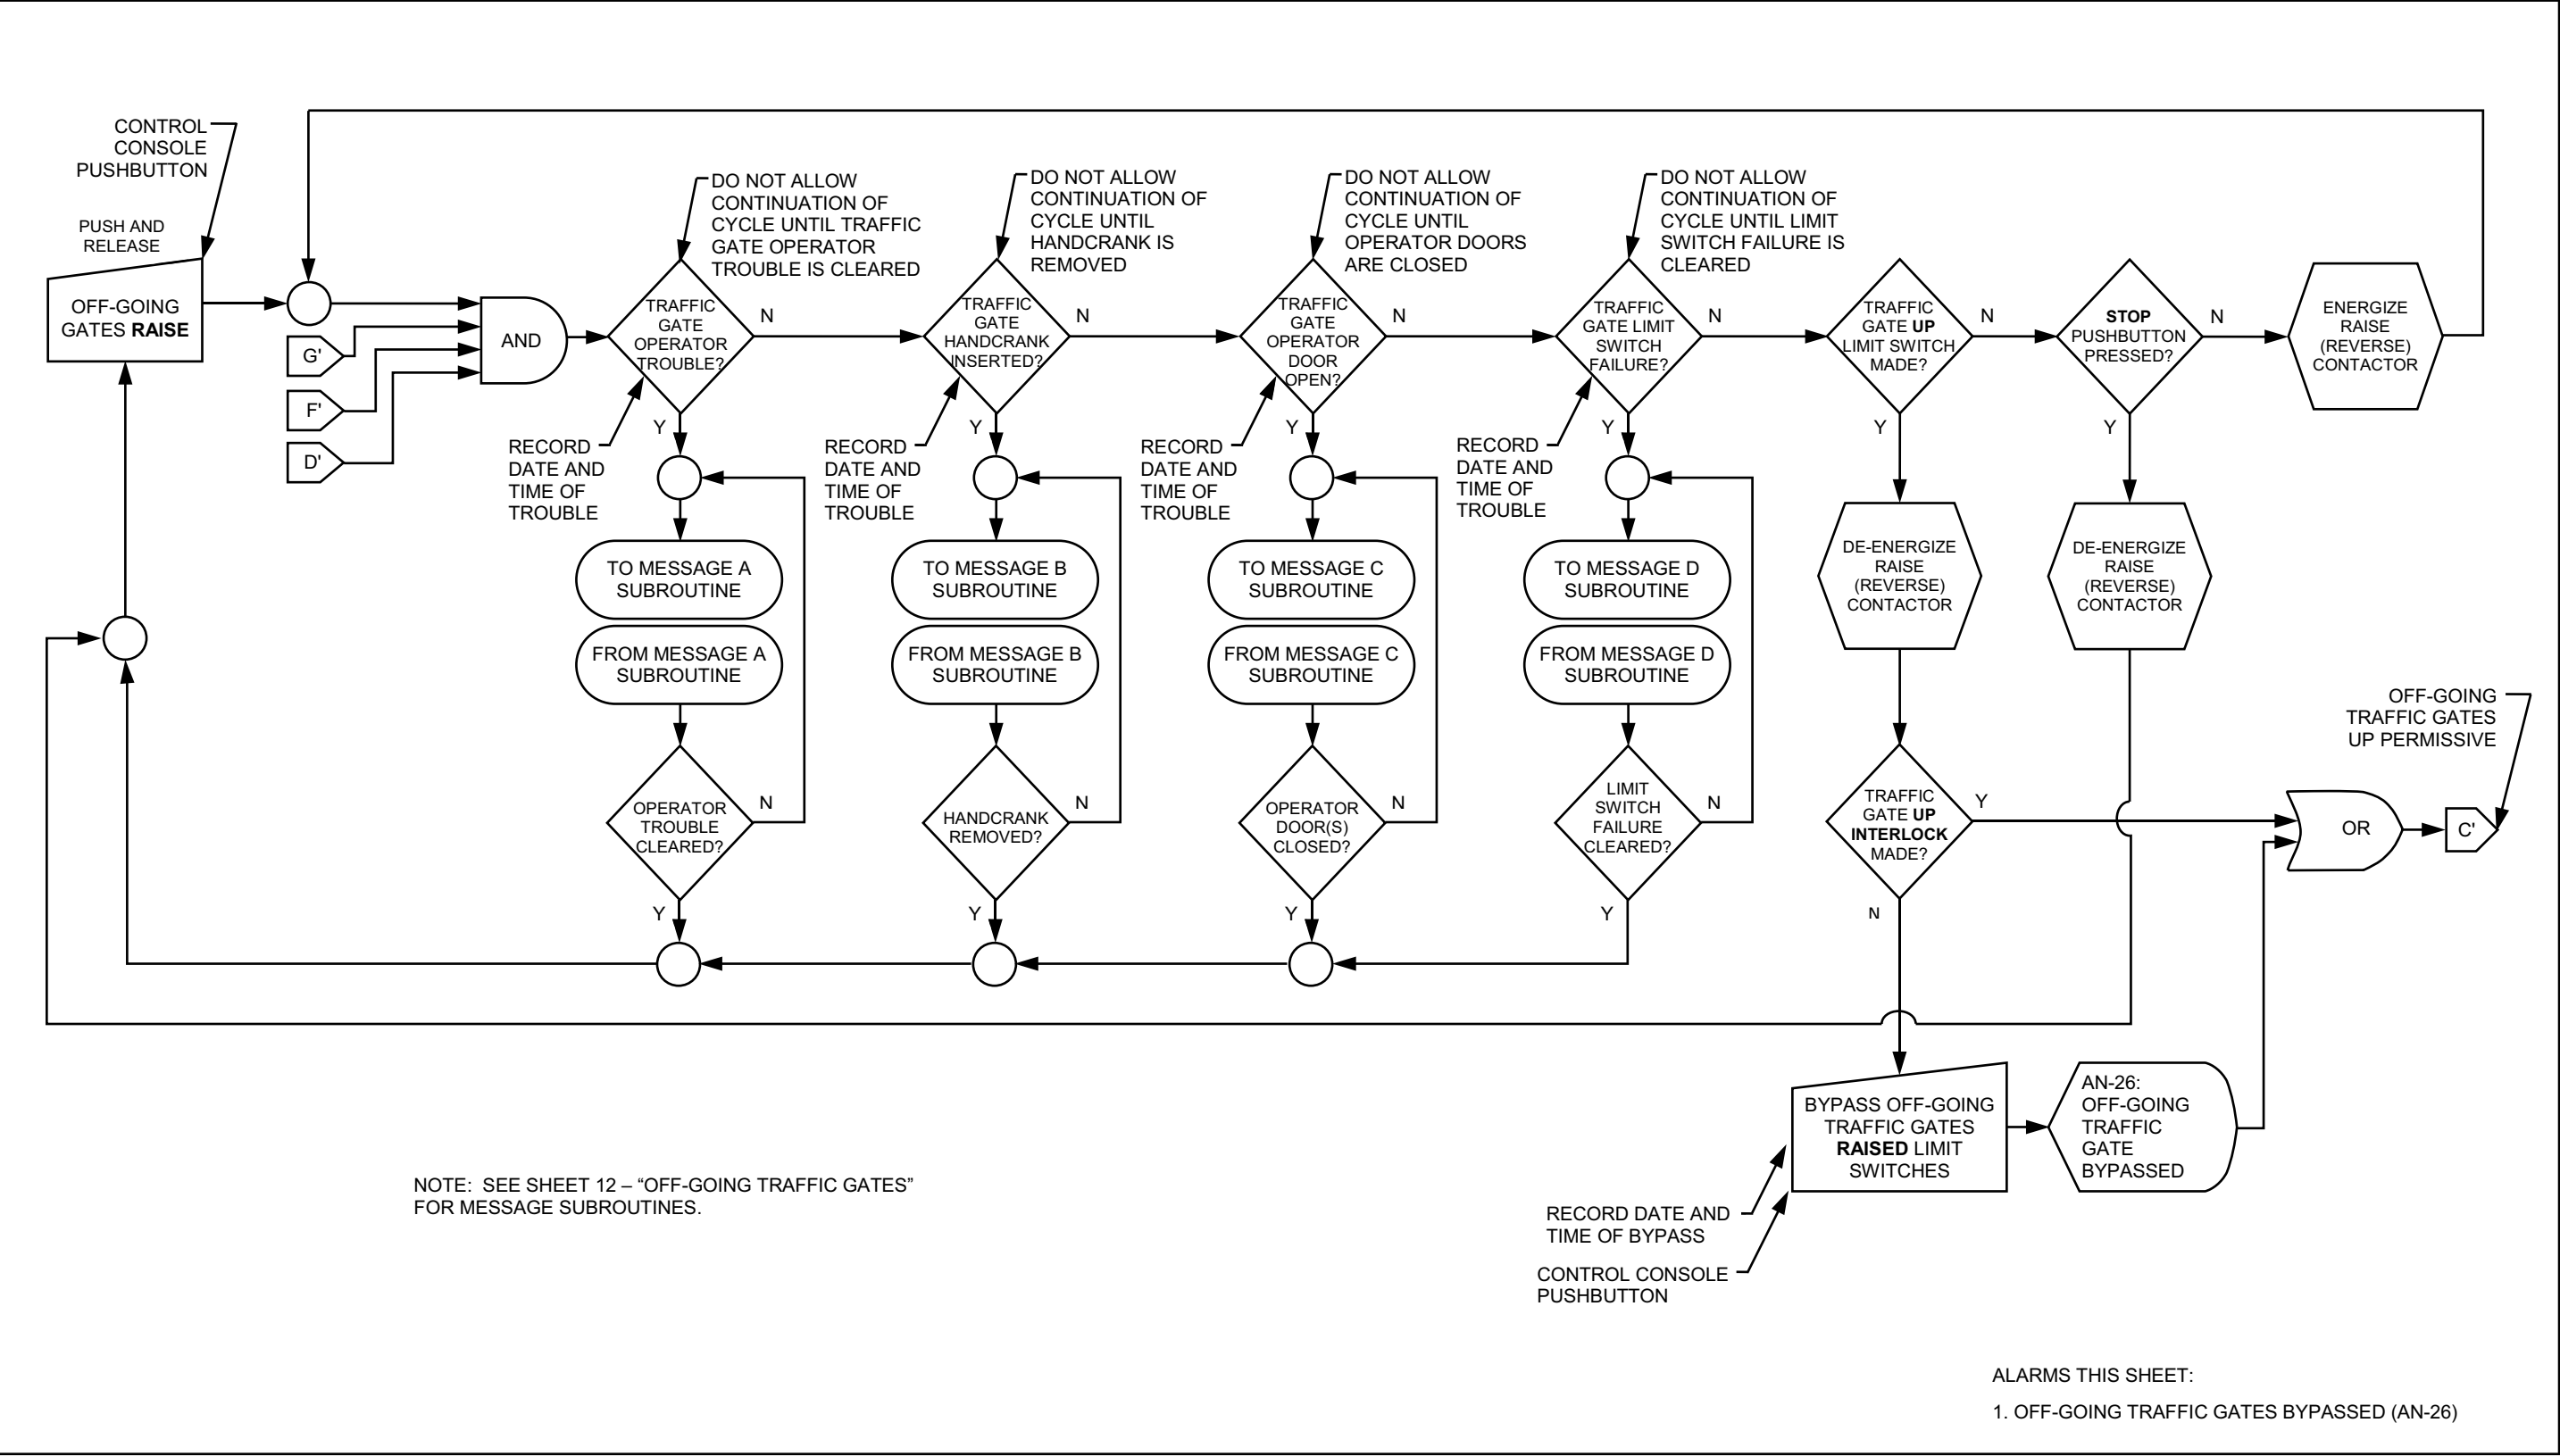 CONTROL
CONSOLE
PUSHBUTTON
PUSH AND
RELEASE
OFF-GOING
GATES RAISE
G'
F'
D'
AND
DO NOT ALLOW
CONTINUATION OF
CYCLE UNTIL TRAFFIC
GATE OPERATOR
TROUBLE IS CLEARED
TRAFFIC
GATE
OPERATOR
TROUBLE?
N
Y
RECORD
DATE AND
TIME OF
TROUBLE
TO MESSAGE A
SUBROUTINE
FROM MESSAGE A
SUBROUTINE
OPERATOR
TROUBLE
CLEARED?
N
Y
DO NOT ALLOW
CONTINUATION OF
CYCLE UNTIL
HANDCRANK IS
REMOVED
TRAFFIC
GATE
HANDCRANK
INSERTED?
N
Y
RECORD
DATE AND
TIME OF
TROUBLE
TO MESSAGE B
SUBROUTINE
FROM MESSAGE B
SUBROUTINE
HANDCRANK
REMOVED?
N
Y
DO NOT ALLOW
CONTINUATION OF
CYCLE UNTIL
OPERATOR DOORS
ARE CLOSED
TRAFFIC
GATE
OPERATOR
DOOR
OPEN?
N
Y
RECORD
DATE AND
TIME OF
TROUBLE
TO MESSAGE C
SUBROUTINE
FROM MESSAGE C
SUBROUTINE
OPERATOR
DOOR(S)
CLOSED?
N
Y
DO NOT ALLOW
CONTINUATION OF
CYCLE UNTIL LIMIT
SWITCH FAILURE IS
CLEARED
TRAFFIC
GATE LIMIT
SWITCH
FAILURE?
N
Y
RECORD
DATE AND
TIME OF
TROUBLE
TO MESSAGE D
SUBROUTINE
FROM MESSAGE D
SUBROUTINE
LIMIT
SWITCH
FAILURE
CLEARED?
N
Y
TRAFFIC
GATE UP
LIMIT SWITCH
MADE?
N
Y
DE-ENERGIZE
RAISE
(REVERSE)
CONTACTOR
TRAFFIC
GATE UP
INTERLOCK
MADE?
Y
N
STOP
PUSHBUTTON
PRESSED?
N
Y
DE-ENERGIZE
RAISE
(REVERSE)
CONTACTOR
ENERGIZE
RAISE
(REVERSE)
CONTACTOR
OFF-GOING
TRAFFIC GATES
UP PERMISSIVE
OR
C'
BYPASS OFF-GOING
TRAFFIC GATES
RAISED LIMIT
SWITCHES
AN-26:
OFF-GOING
TRAFFIC
GATE
BYPASSED
RECORD DATE AND
TIME OF BYPASS
CONTROL CONSOLE
PUSHBUTTON
NOTE: SEE SHEET 12 – “OFF-GOING TRAFFIC GATES”
FOR MESSAGE SUBROUTINES.
ALARMS THIS SHEET:
1. OFF-GOING TRAFFIC GATES BYPASSED (AN-26)